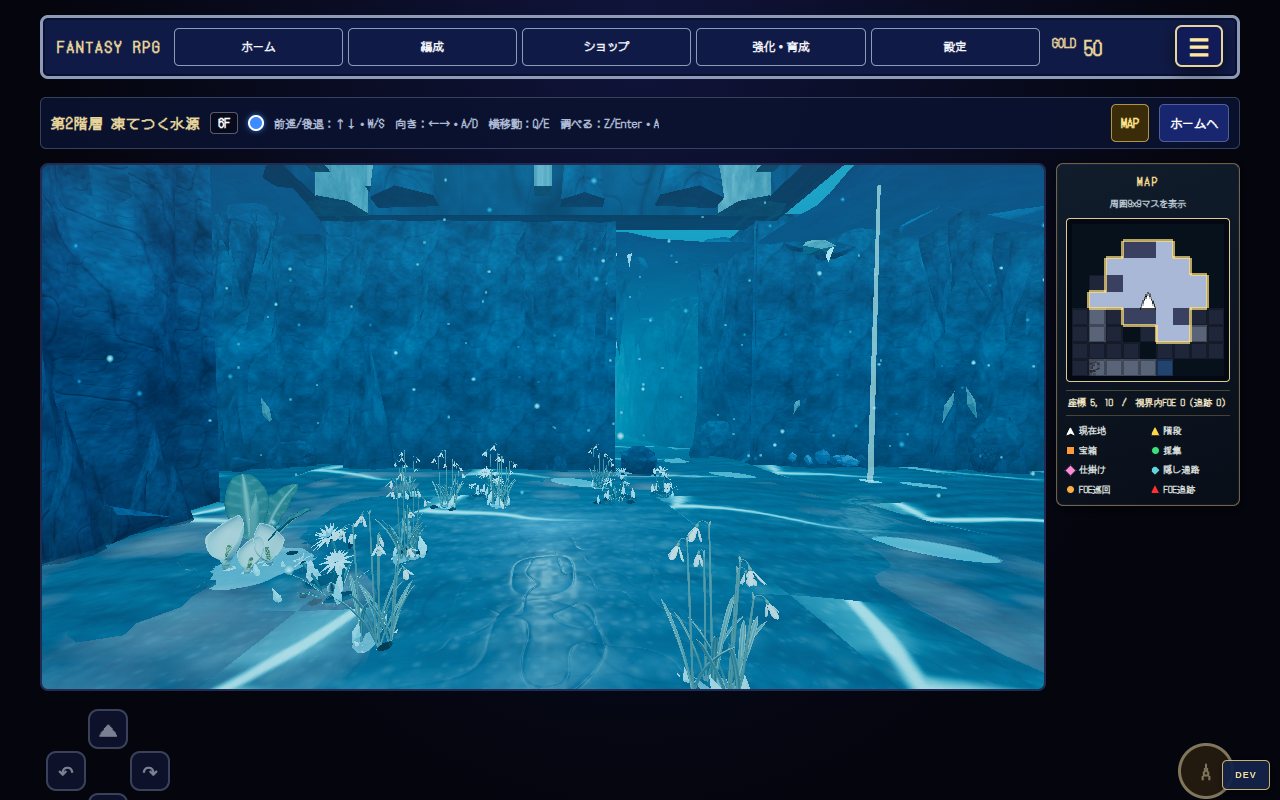 FANTASY RPG ホーム 編成 ショップ 強化・育成 設定 GOLD 50
第2階層 凍てつく水源 6F 前進/後退：↑↓・W/S 向き：←→・A/D 横移動：Q/E 調べる：Z/Enter・A MAP ホームへ
MAP
周囲9x9マスを表示
座標 5, 10 / 視界内FOE 0 (追跡 0)
現在地 階段
宝箱 採集
仕掛け 隠し通路
FOE巡回 FOE追跡
A DEV